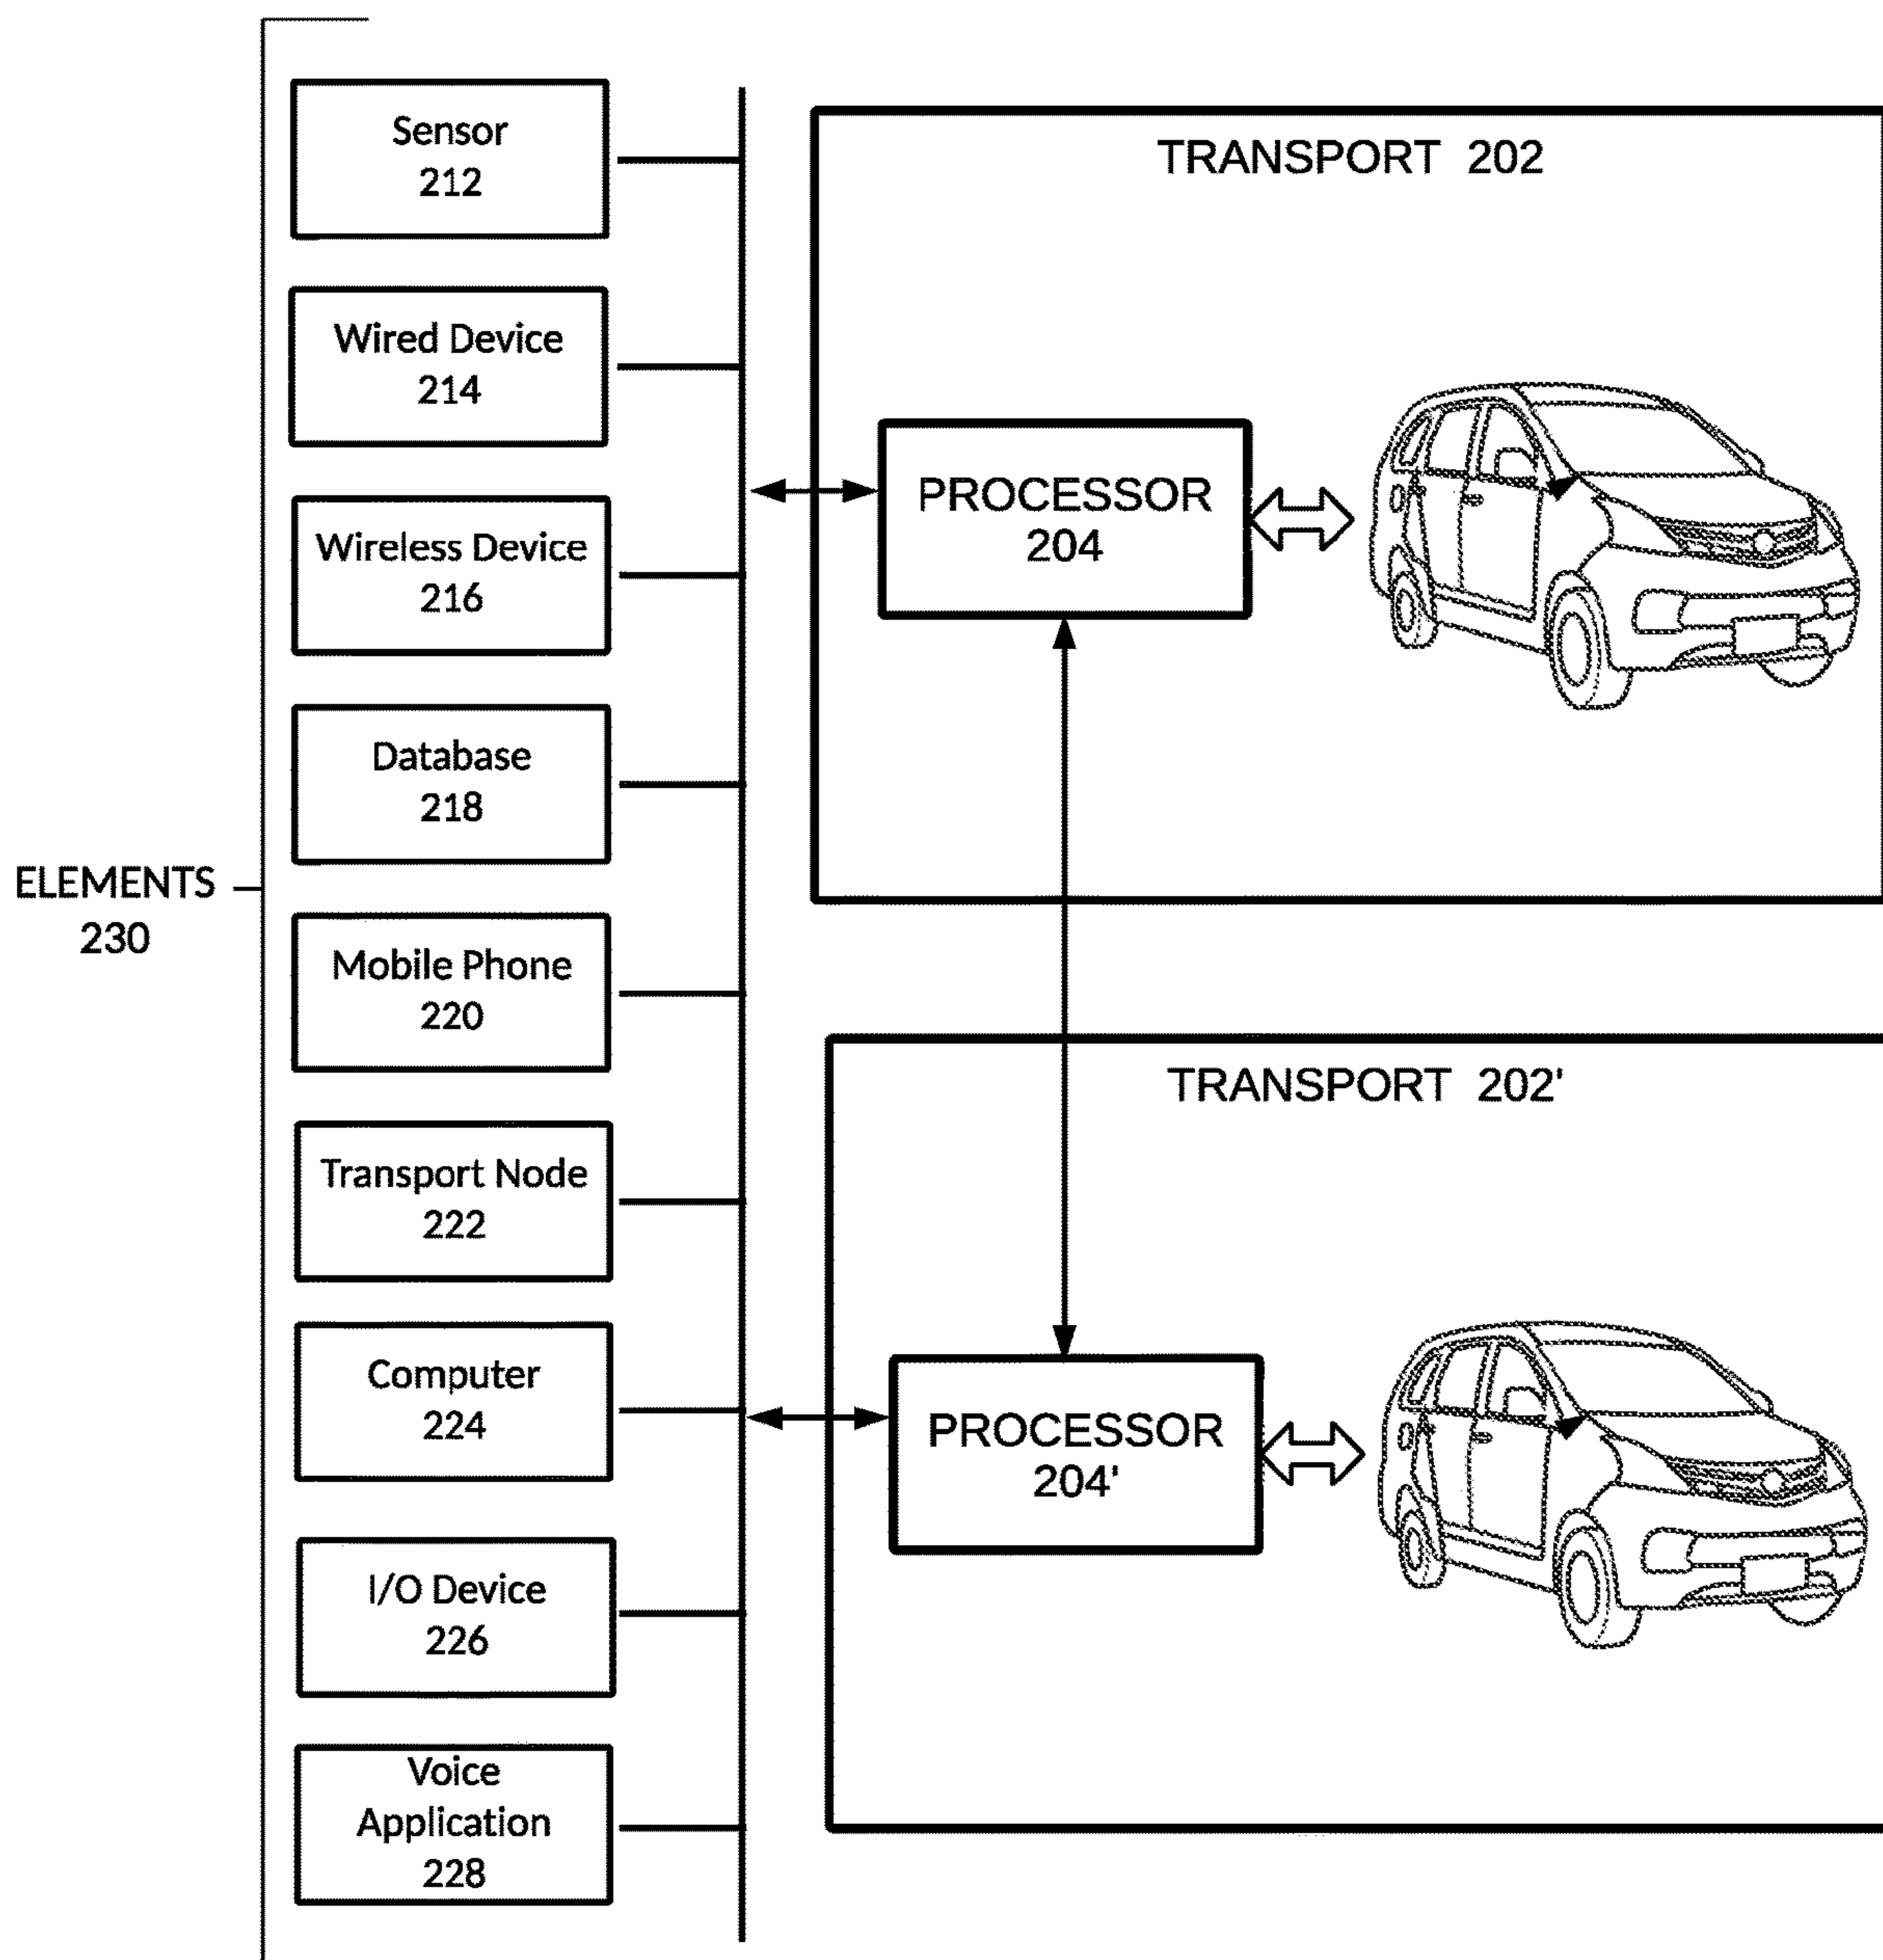 Sensor
212
Wired Device
214
Wireless Device
216
Database
218
ELEMENTS
230
Mobile Phone
220
Transport Node
222
Computer
224
I/O Device
226
Voice
Application
228
TRANSPORT 202
PROCESSOR
204
TRANSPORT 202'
PROCESSOR
204'